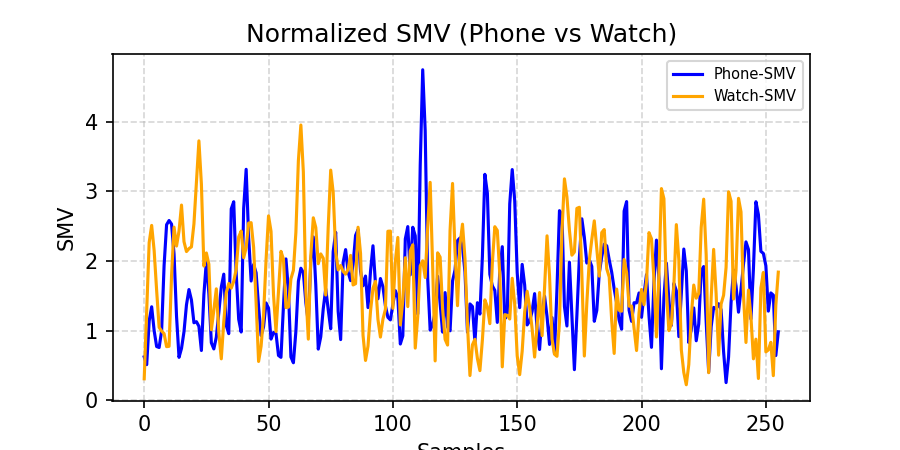 Normalized SMV (Phone vs Watch)
Phone-SMV
Watch-SMV
SMV
4
3
2
1
0
0 50 100 150 200 250
Samples